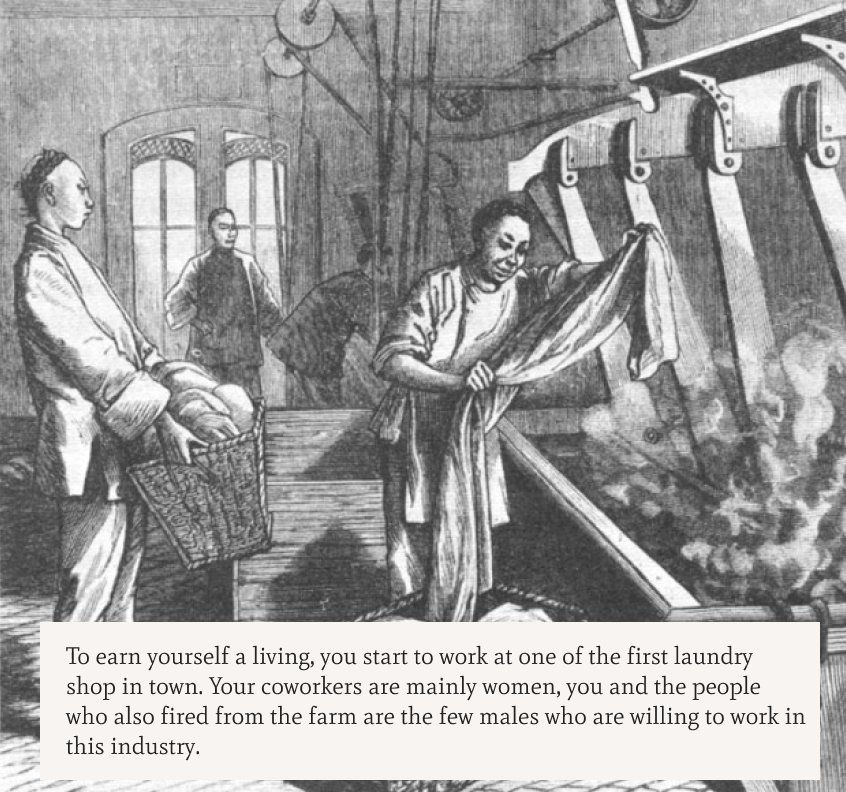 To earn yourself a living, you start to work at one of the first laundry
shop in town. Your coworkers are mainly women, you and the people
who also fired from the farm are the few males who are willing to work in
this industry.